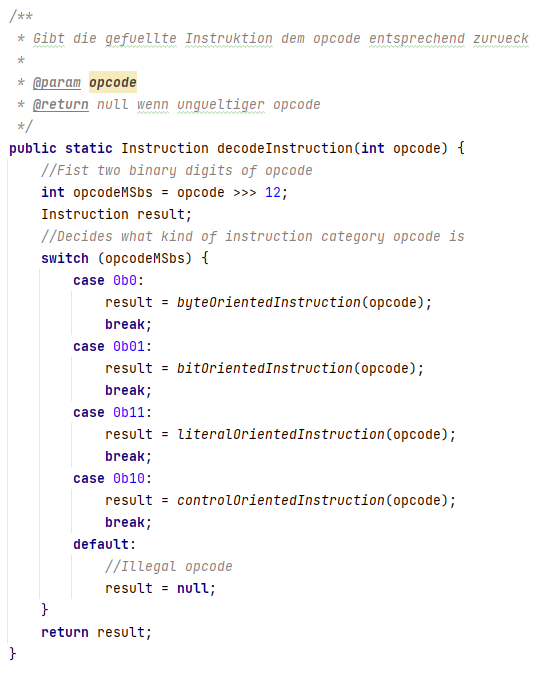 /**
 * Gibt die gefuellte Instruktion dem opcode entsprechend zurueck
 *
 * @param opcode
 * @return null wenn ungueltiger opcode
 */
public static Instruction decodeInstruction(int opcode) {
    //Fist two binary digits of opcode
    int opcodeMSbs = opcode >>> 12;
    Instruction result;
    //Decides what kind of instruction category opcode is
    switch (opcodeMSbs) {
        case 0b0:
            result = byteOrientedInstruction(opcode);
            break;
        case 0b01:
            result = bitOrientedInstruction(opcode);
            break;
        case 0b11:
            result = literalOrientedInstruction(opcode);
            break;
        case 0b10:
            result = controlOrientedInstruction(opcode);
            break;
        default:
            //Illegal opcode
            result = null;
    }
    return result;
}